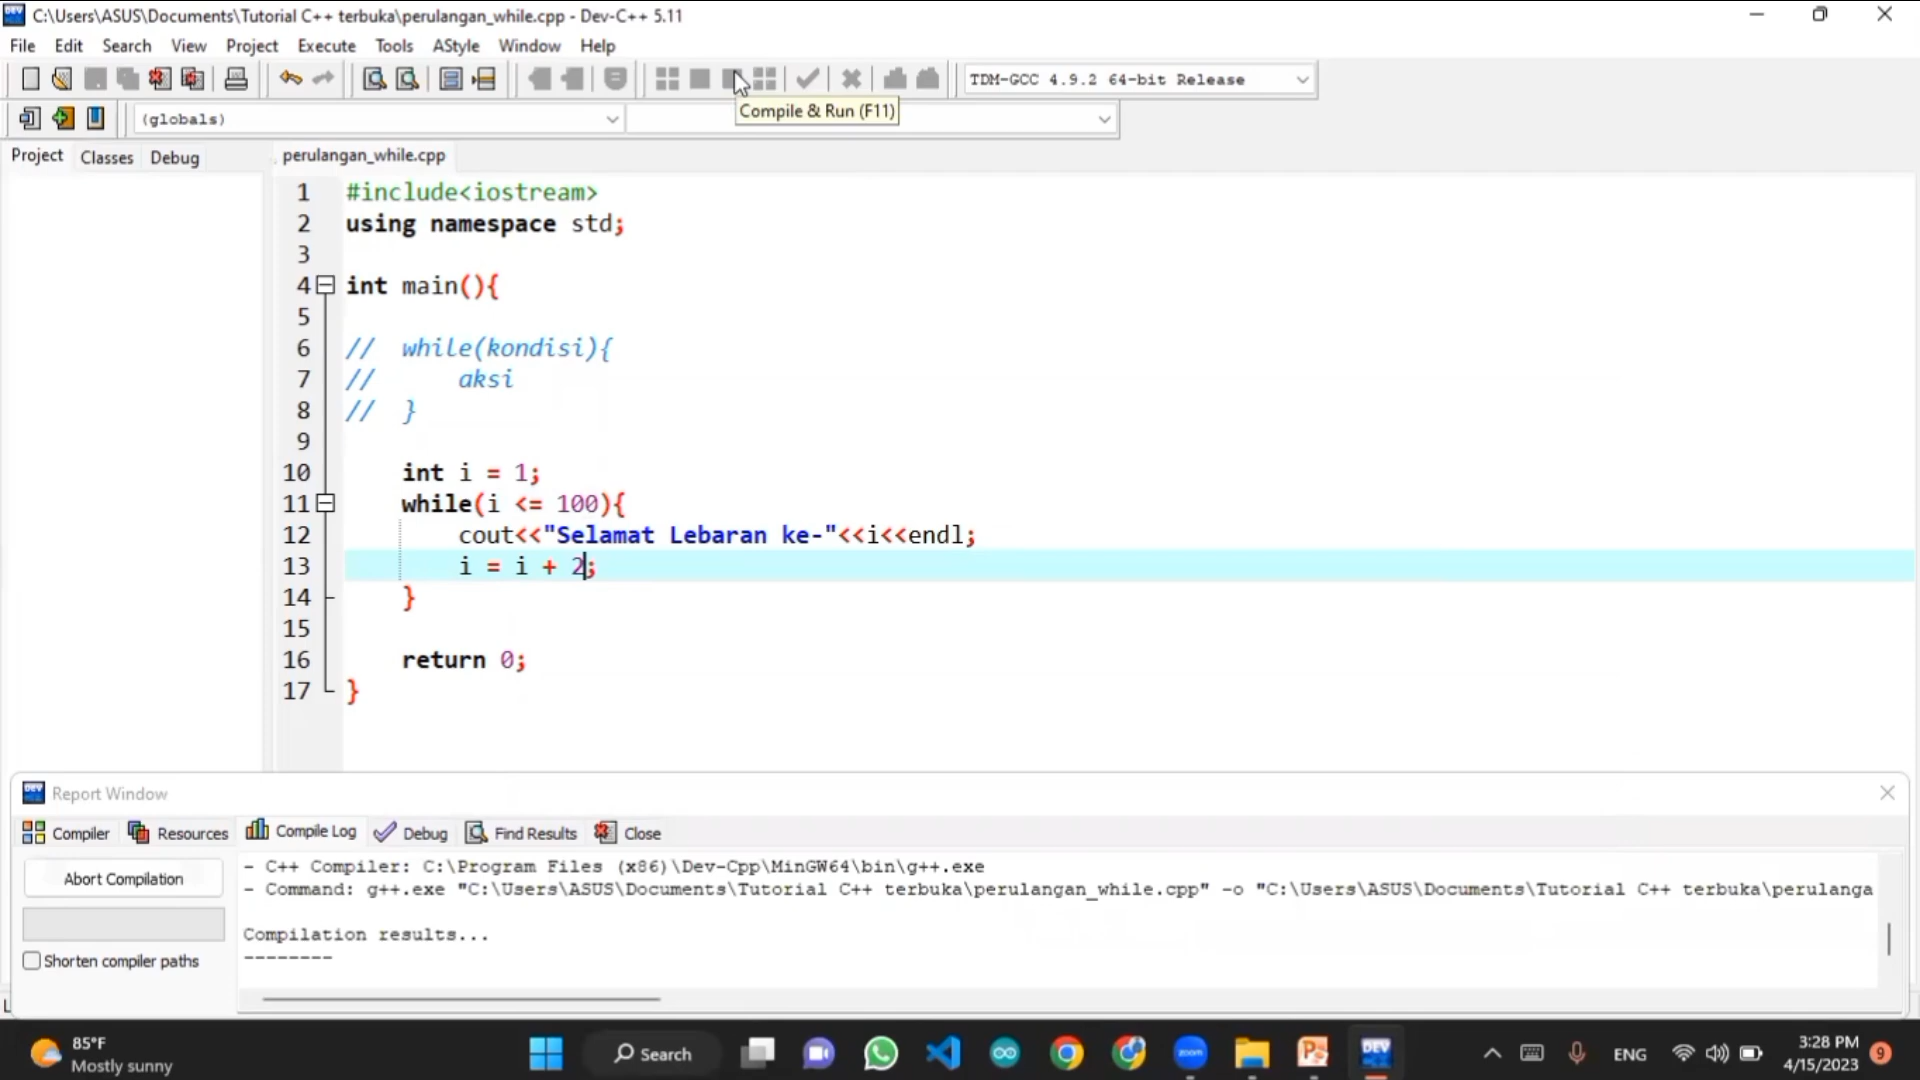 C:\Users\ASUS\Documents\Tutorial C++ terbuka\perulangan_while.cpp - Dev-C++ 5.11
File Edit Search View Project Execute Tools AStyle Window Help
TDM-GCC 4.9.2 64-bit Release
Compile & Run (F11)
(globals)
Project Classes Debug
perulangan_while.cpp
1 #include<iostream>
2 using namespace std;
3
4 int main(){
5
6 // while(kondisi){
7 // aksi
8 // }
9
10 int i = 1;
11 while(i <= 100){
12 cout<<"Selamat Lebaran ke-"<<i<<endl;
13 i = i + 2;
14 }
15
16 return 0;
17 }
Report Window
Compiler Resources Compile Log Debug Find Results Close
Abort Compilation
Shorten compiler paths
- C++ Compiler: C:\Program Files (x86)\Dev-Cpp\MinGW64\bin\g++.exe
- Command: g++.exe "C:\Users\ASUS\Documents\Tutorial C++ terbuka\perulangan_while.cpp" -o "C:\Users\ASUS\Documents\Tutorial C++ terbuka\perulanga
Compilation results...
--------
85°F
Mostly sunny
Search
zoom
DEV
ENG
3:28 PM
4/15/2023
9